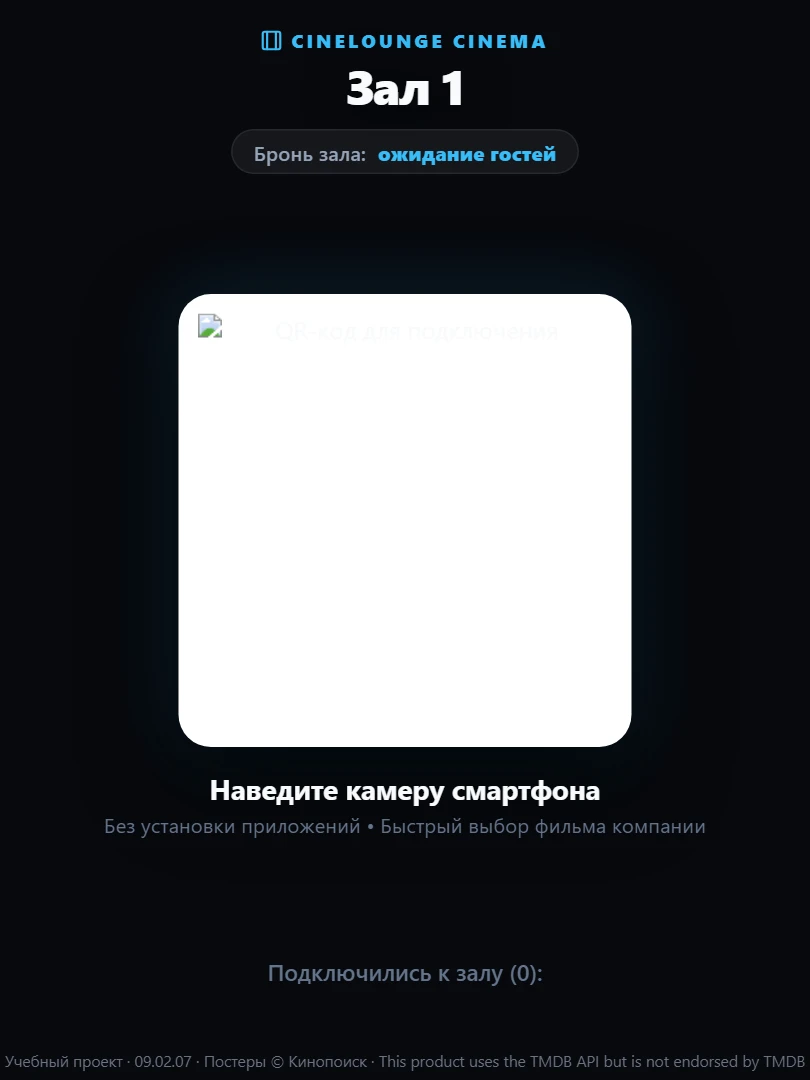 CINELOUNGE CINEMA
Зал 1
Бронь зала: ожидание гостей
QR-код для подключения
Наведите камеру смартфона
Без установки приложений • Быстрый выбор фильма компании
Подключились к залу (0):
Учебный проект · 09.02.07 · Постеры © Кинопоиск · This product uses the TMDB API but is not endorsed by TMDB